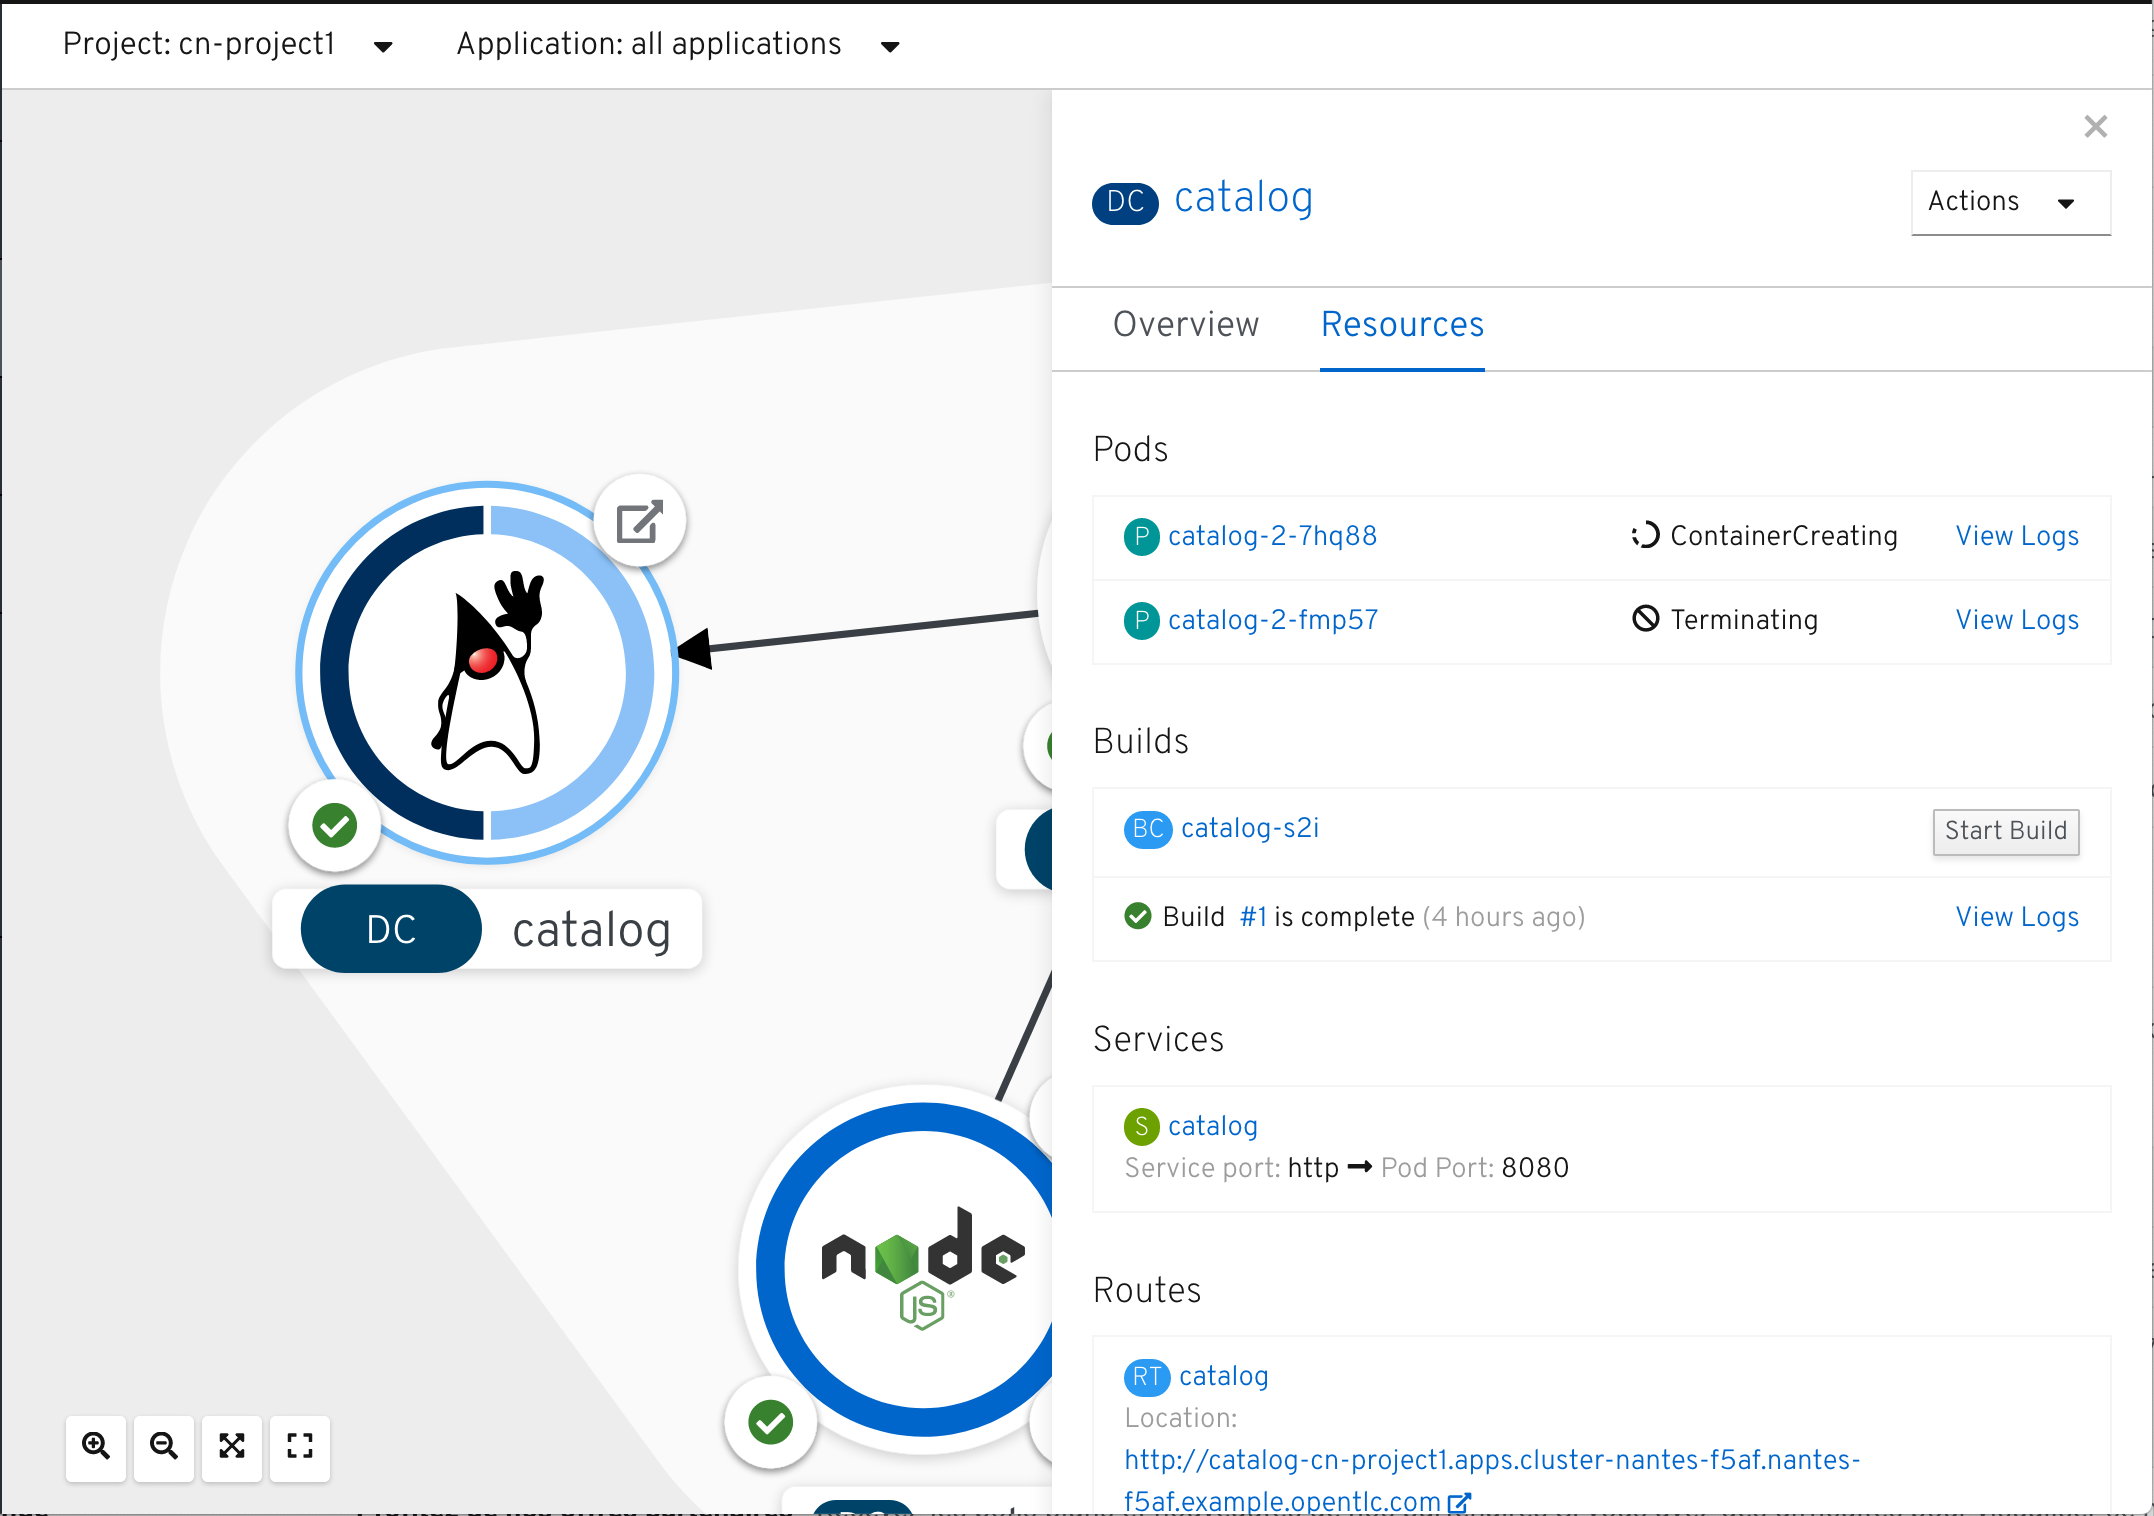 Project: cn-project1
Application: all applications
DC catalog
Actions
Overview
Resources
Pods
P catalog-2-7hq88 ContainerCreating View Logs
P catalog-2-fmp57 Terminating View Logs
Builds
BC catalog-s2i Start Build
Build #1 is complete (4 hours ago) View Logs
Services
S catalog
Service port: http → Pod Port: 8080
Routes
RT catalog
Location:
http://catalog-cn-project1.apps.cluster-nantes-f5af.nantes-
f5af.example.opentlc.com
DC catalog
node
JS